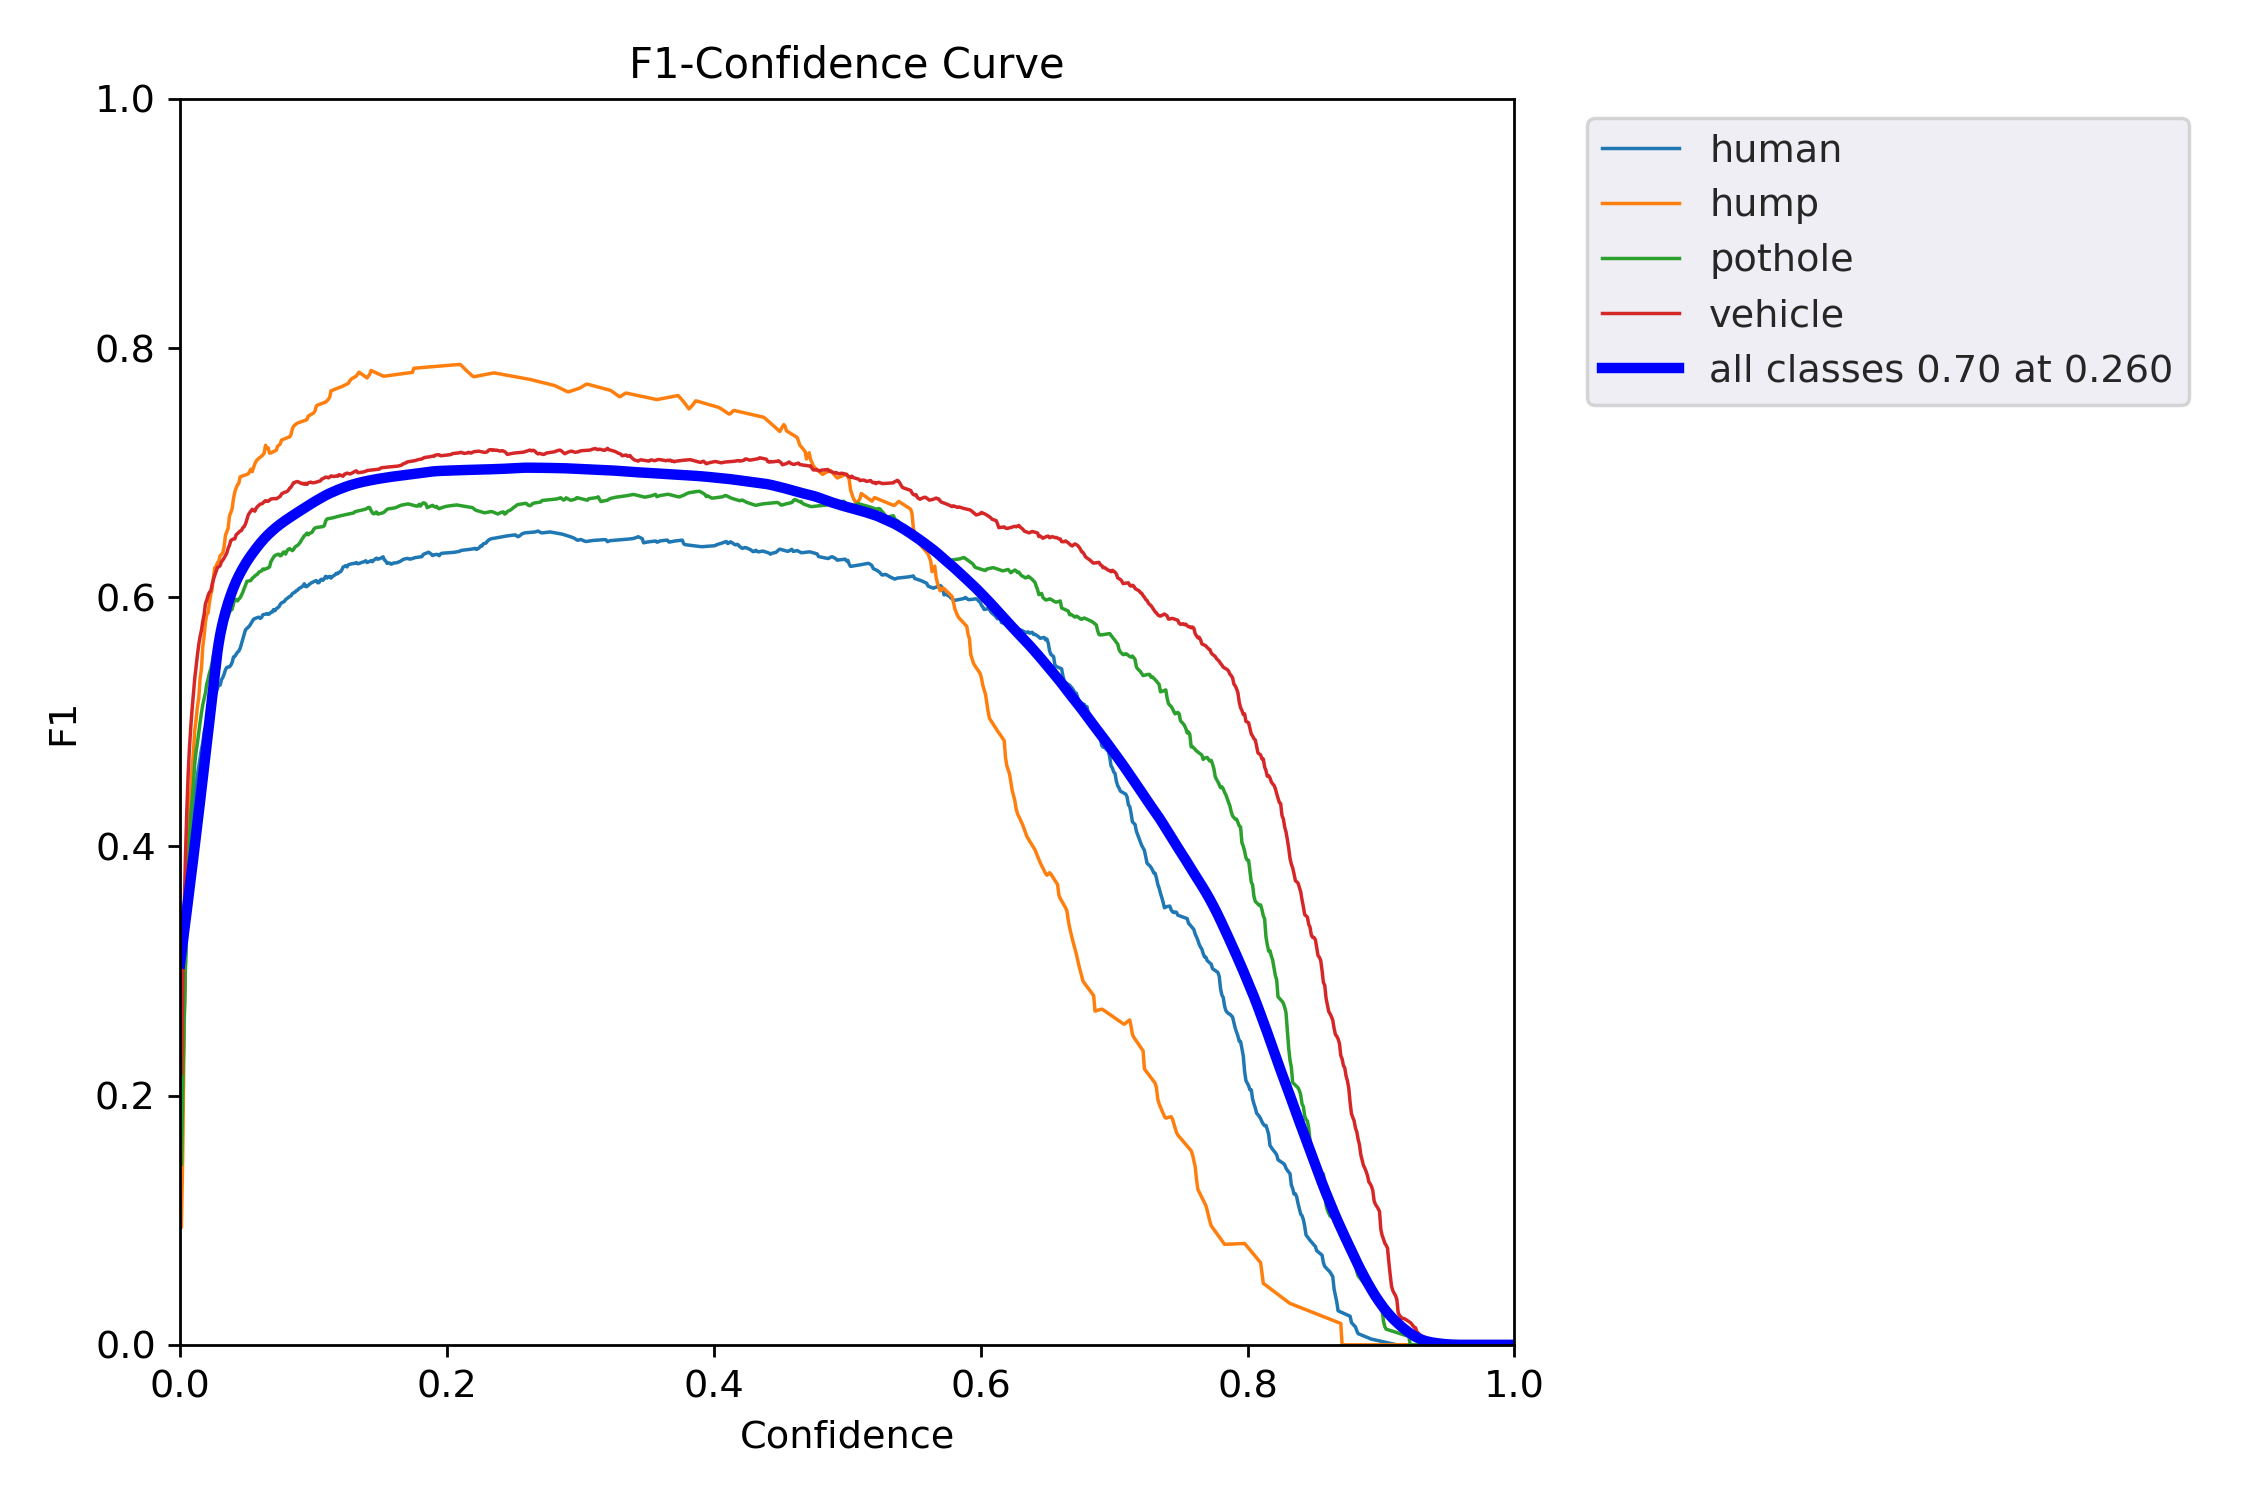 F1-Confidence Curve
1.0
0.8
0.6
0.4
0.2
0.0
F1
0.0 0.2 0.4 0.6 0.8 1.0
Confidence
human
hump
pothole
vehicle
all classes 0.70 at 0.260